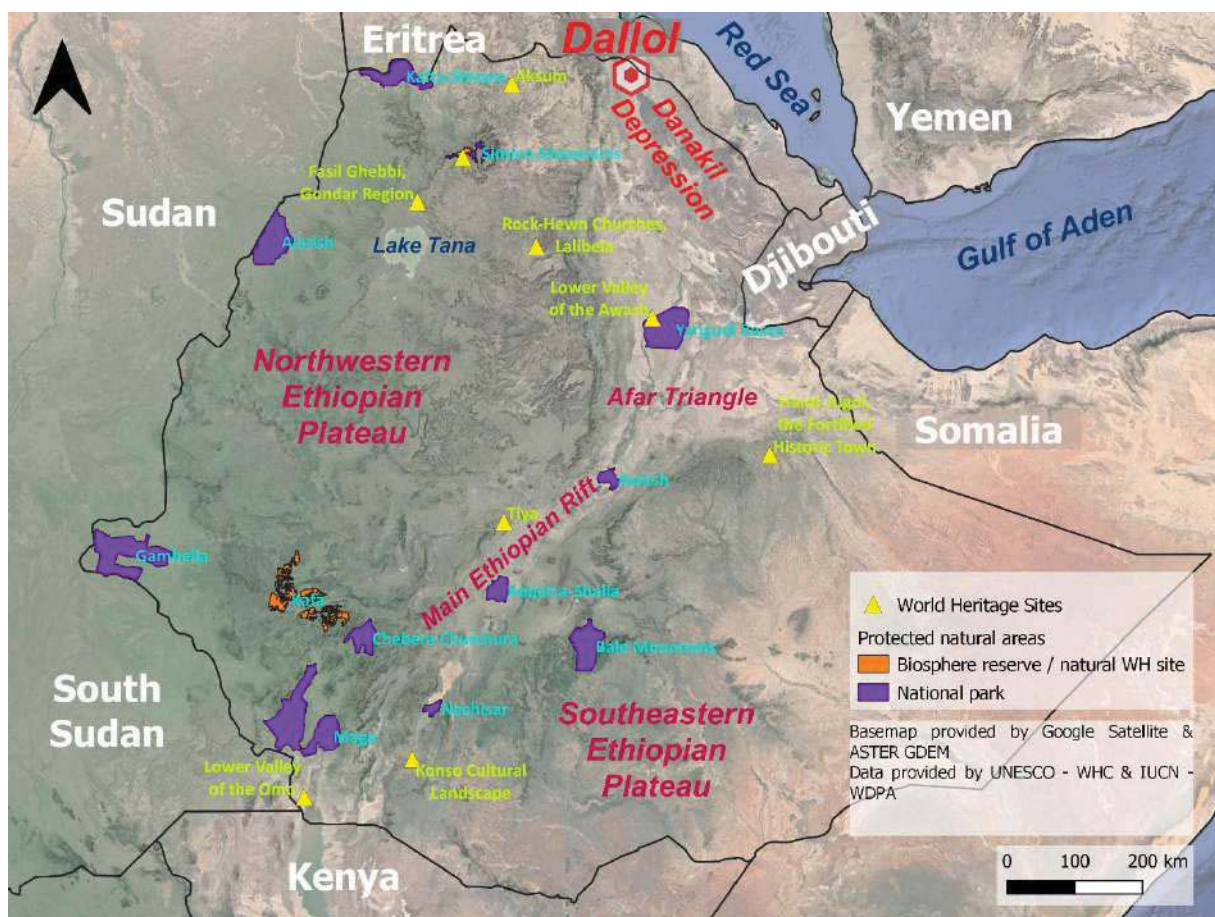 Eritrea
Dallol
Red Sea
Yemen
Kafta-Sheraro
Aksum
Danakil
Depression
Simien Mountains
Fasil Ghebbi,
Gondar Region
Sudan
Lake Tana
Rock-Hewn Churches,
Lalibela
Djibouti
Gulf of Aden
Lower Valley
of the Awash
Yangudi Rassa
Northwestern
Ethiopian
Plateau
Afar Triangle
the Fortified
Historic Town
Somalia
Awash
Tiya
Main Ethiopian Rift
Gambella
Kafa
Chebera Churchura
Bale Mountains
South
Sudan
Mago
Nechisar
Southeastern
Ethiopian
Plateau
Lower Valley
of the Omo
Konso Cultural
Landscape
Kenya
World Heritage Sites
Protected natural areas
Biosphere reserve / natural WH site
National park
Basemap provided by Google Satellite &
ASTER GDEM
Data provided by UNESCO - WHC & IUCN -
WDPA
0 100 200 km